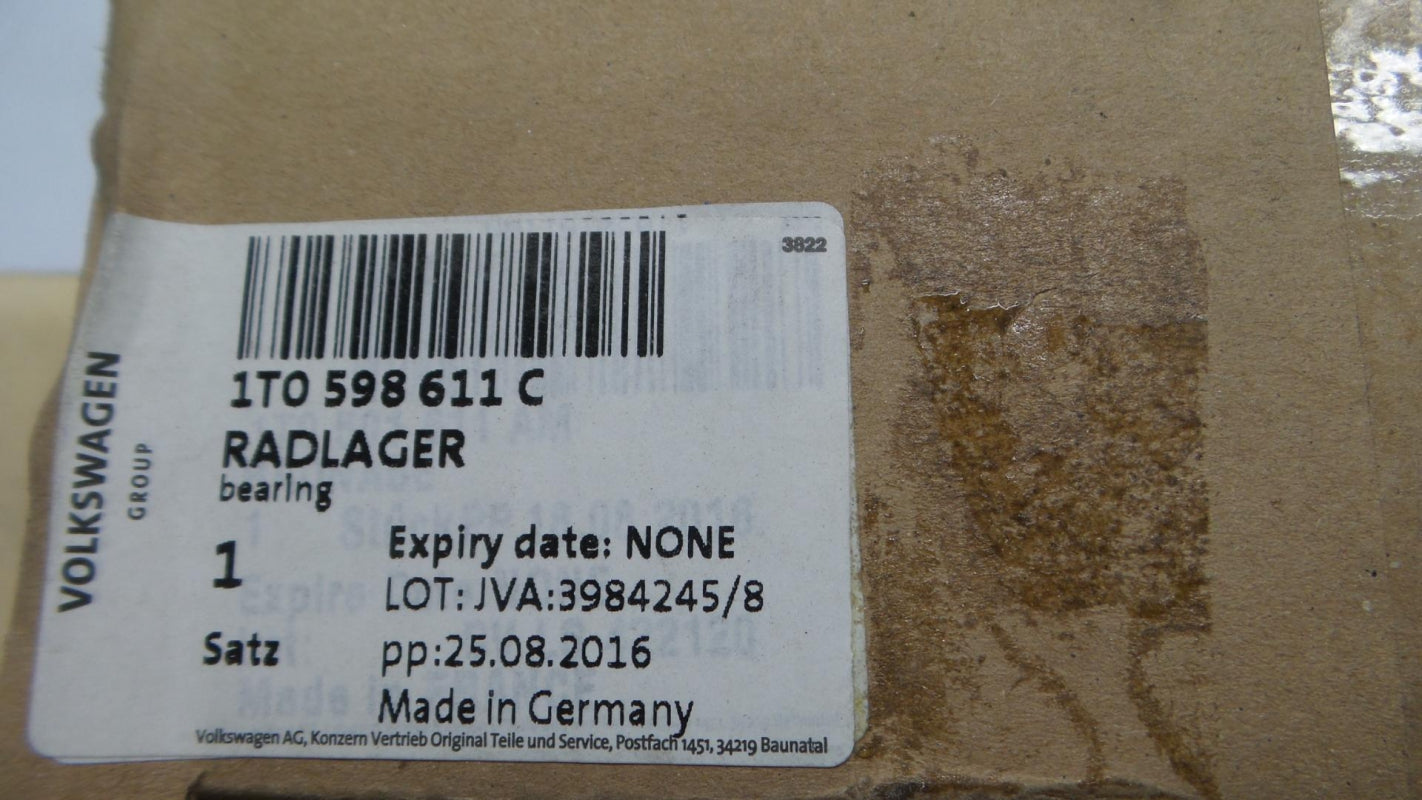 3822
1T0 598 611 C
RADLAGER
bearing
VOLKSWAGEN
GROUP
1
Expiry date: NONE
LOT: JVA:3984245/8
Satz
pp:25.08.2016
Made in Germany
Volkswagen AG, Konzern Vertrieb Original Teile und Service, Postfach 1451, 34219 Baunatal